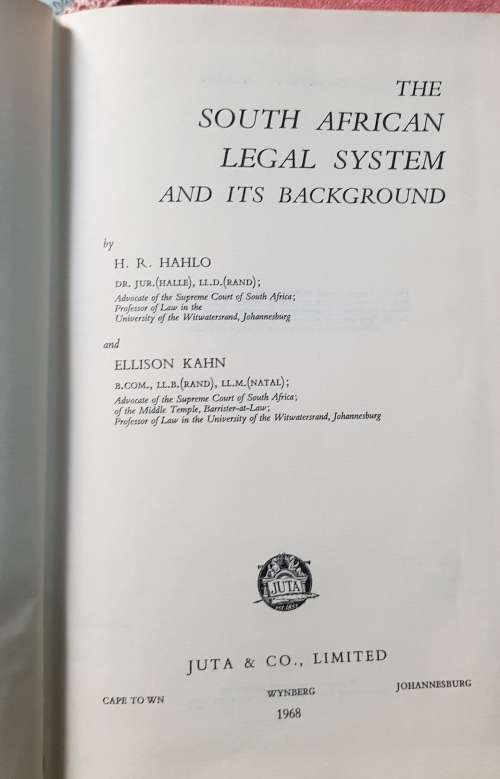 THE
SOUTH AFRICAN
LEGAL SYSTEM
AND ITS BACKGROUND
by
H. R. HAHLO
DR. JUR.(HALLE), LL.D.(RAND);
Advocate of the Supreme Court of South Africa;
Professor of Law in the
University of the Witwatersrand, Johannesburg
and
ELLISON KAHN
B.COM., LL.B.(RAND), LL.M.(NATAL);
Advocate of the Supreme Court of South Africa;
of the Middle Temple, Barrister-at-Law;
Professor of Law in the University of the Witwatersrand, Johannesburg
JUTA
EST 1853
JUTA & CO., LIMITED
CAPE TOWN WYNBERG JOHANNESBURG
1968